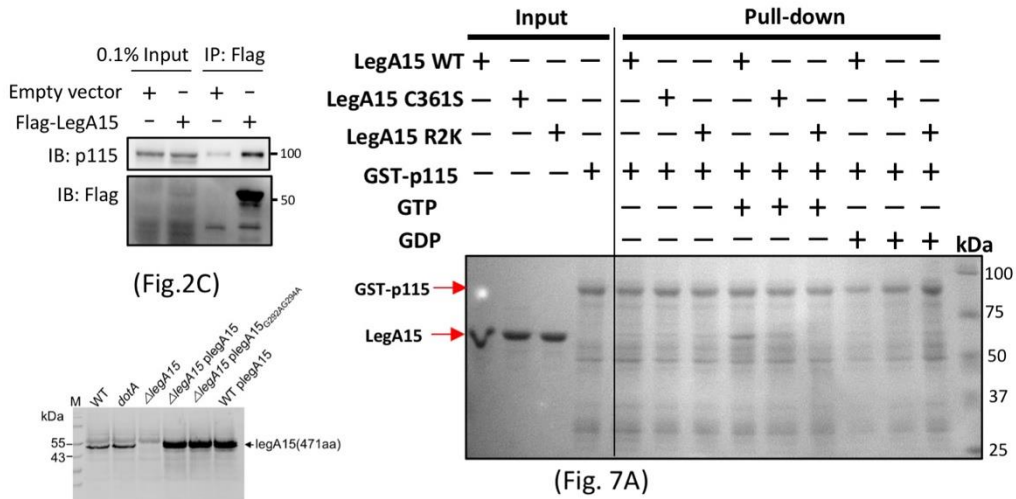 0.1% Input IP: Flag
Empty vector + − + −
Flag-LegA15 − + − +
IB: p115 100
IB: Flag 50
(Fig.2C)
M WT dotA ΔlegA15 ΔlegA15 plegA15 ΔlegA15 plegA15G292AG294A WT plegA15
kDa
55
legA15(471aa)
43
Input Pull-down
LegA15 WT + − − − + − − + − − + − −
LegA15 C361S − + − − − + − − + − − + −
LegA15 R2K − − + − − − + − − + − − +
GST-p115 − − − + + + + + + + + + +
GTP − − − + + + − − −
GDP − − − − − − + + +
kDa
GST-p115 100
75
LegA15
50
37
25
(Fig. 7A)